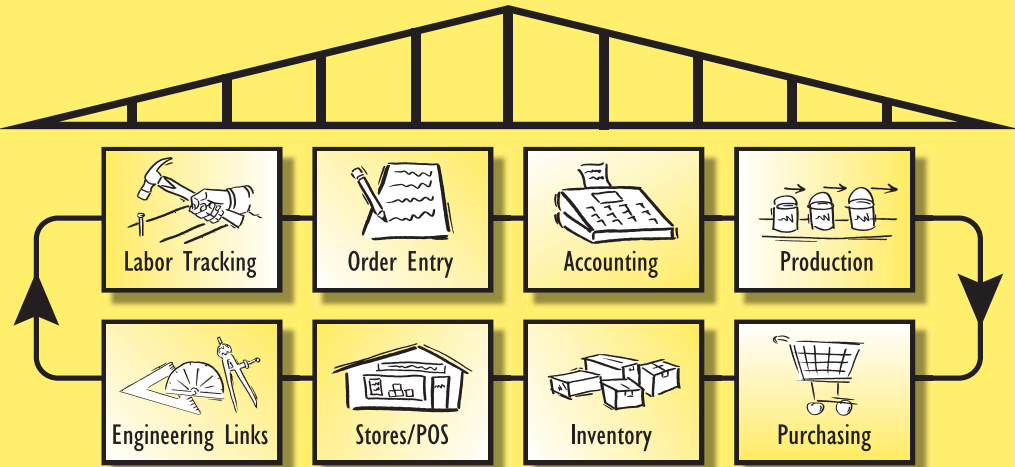 Labor Tracking
Order Entry
Accounting
Production
Engineering Links
Stores/POS
Inventory
Purchasing